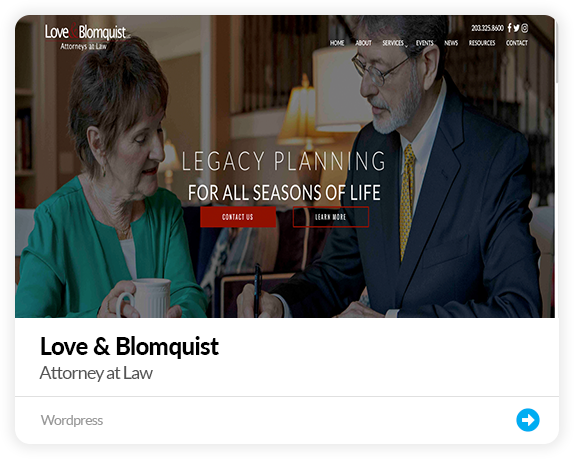 Love & Blomquist
Attorneys at Law
203.325.8600
HOME ABOUT SERVICES EVENTS NEWS RESOURCES CONTACT
LEGACY PLANNING
FOR ALL SEASONS OF LIFE
CONTACT US LEARN MORE
Love & Blomquist
Attorney at Law
Wordpress